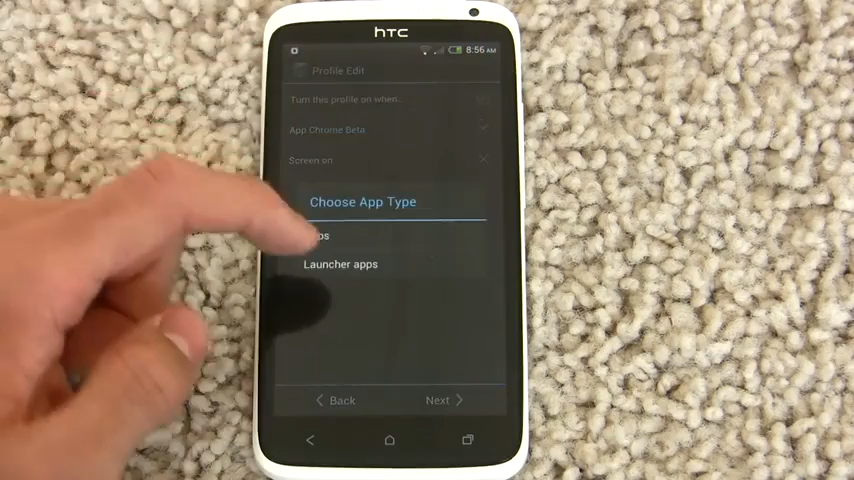 hTC
8:56 AM
Profile Edit
Turn this profile on when...
App Chrome Beta
Screen on
Choose App Type
Launcher apps
Back
Next